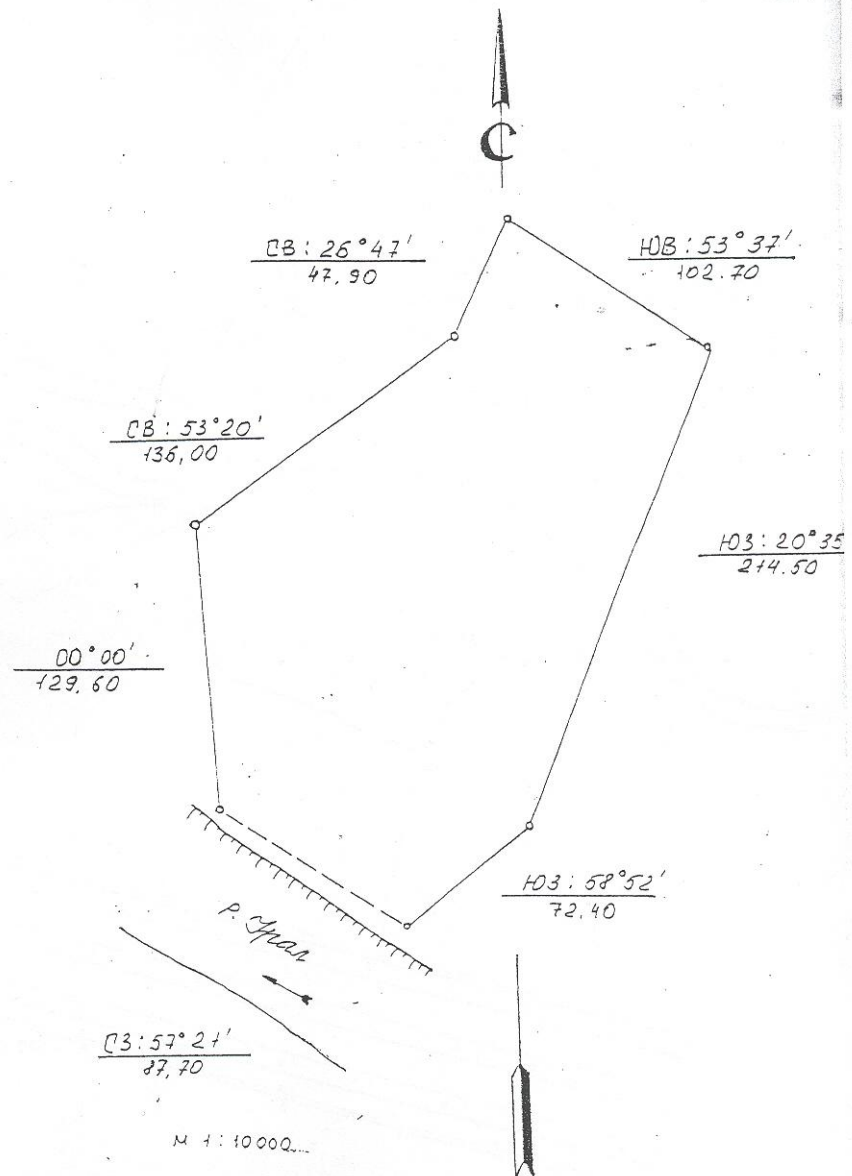 С
СВ: 26°47'
47,90
ЮВ: 53°37'
102.70
СВ: 53°20'
136,00
ЮЗ: 20°35
214.50
00°00'
129.60
ЮЗ: 58°52'
72.40
р. Урал
СЗ: 57°21'
87,70
М 1:10000